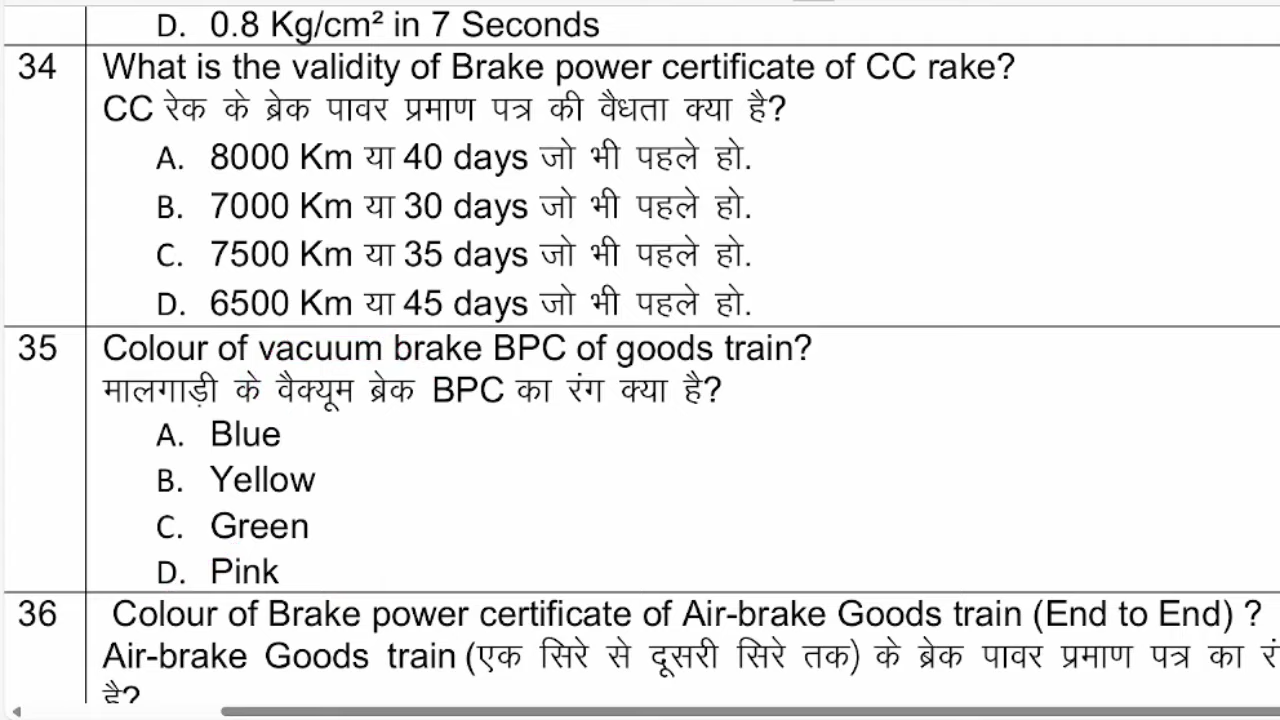 D. 0.8 Kg/cm² in 7 Seconds
34 What is the validity of Brake power certificate of CC rake?
CC रेक के ब्रेक पावर प्रमाण पत्र की वैधता क्या है?
A. 8000 Km या 40 days जो भी पहले हो.
B. 7000 Km या 30 days जो भी पहले हो.
C. 7500 Km या 35 days जो भी पहले हो.
D. 6500 Km या 45 days जो भी पहले हो.
35 Colour of vacuum brake BPC of goods train?
मालगाड़ी के वैक्यूम ब्रेक BPC का रंग क्या है?
A. Blue
B. Yellow
C. Green
D. Pink
36 Colour of Brake power certificate of Air-brake Goods train (End to End) ?
Air-brake Goods train (एक सिरे से दूसरी सिरे तक) के ब्रेक पावर प्रमाण पत्र का
है?